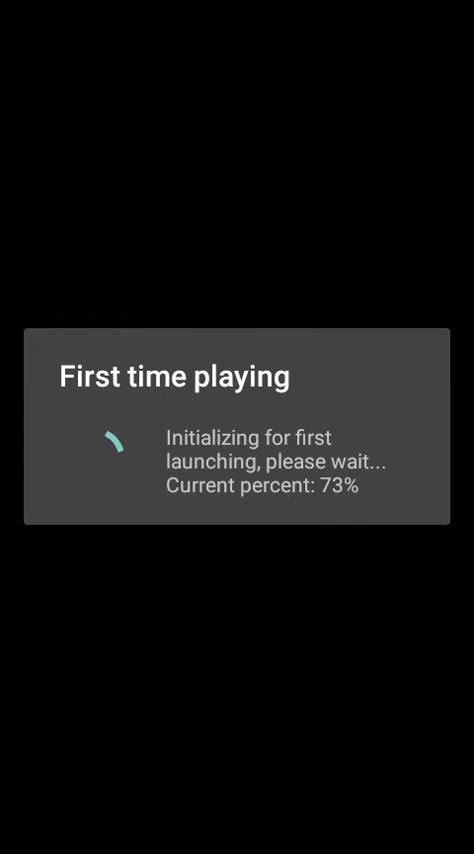 First time playing
Initializing for first
launching, please wait...
Current percent: 73%